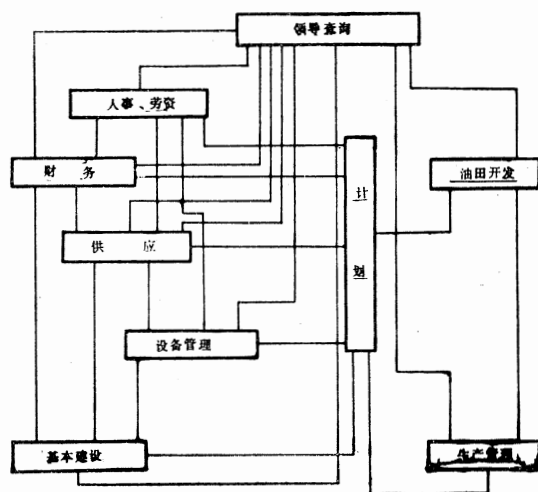 领导查询
人事、劳资
财 务
计
划
油田开发
供 应
设备管理
基本建设
生产管理